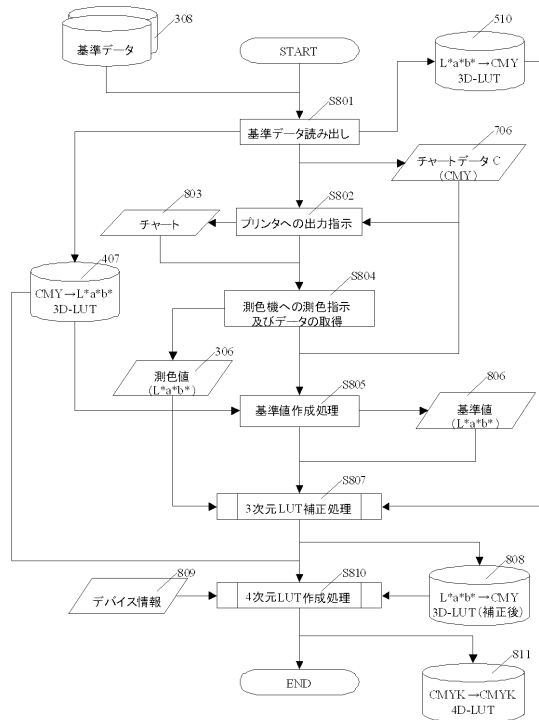 308
基準データ
START
510
L*a*b*→CMY
3D-LUT
S801
基準データ読み出し
706
チャートデータ C
(CMY)
803
チャート
S802
プリンタへの出力指示
407
CMY→L*a*b*
3D-LUT
S804
測色機への測色指示
及びデータの取得
306
測色値
(L*a*b*)
S805
基準値作成処理
806
基準値
(L*a*b*)
S807
3次元LUT補正処理
808
L*a*b*→CMY
3D-LUT(補正後)
809
デバイス情報
S810
4次元LUT作成処理
END
811
CMYK→CMYK
4D-LUT